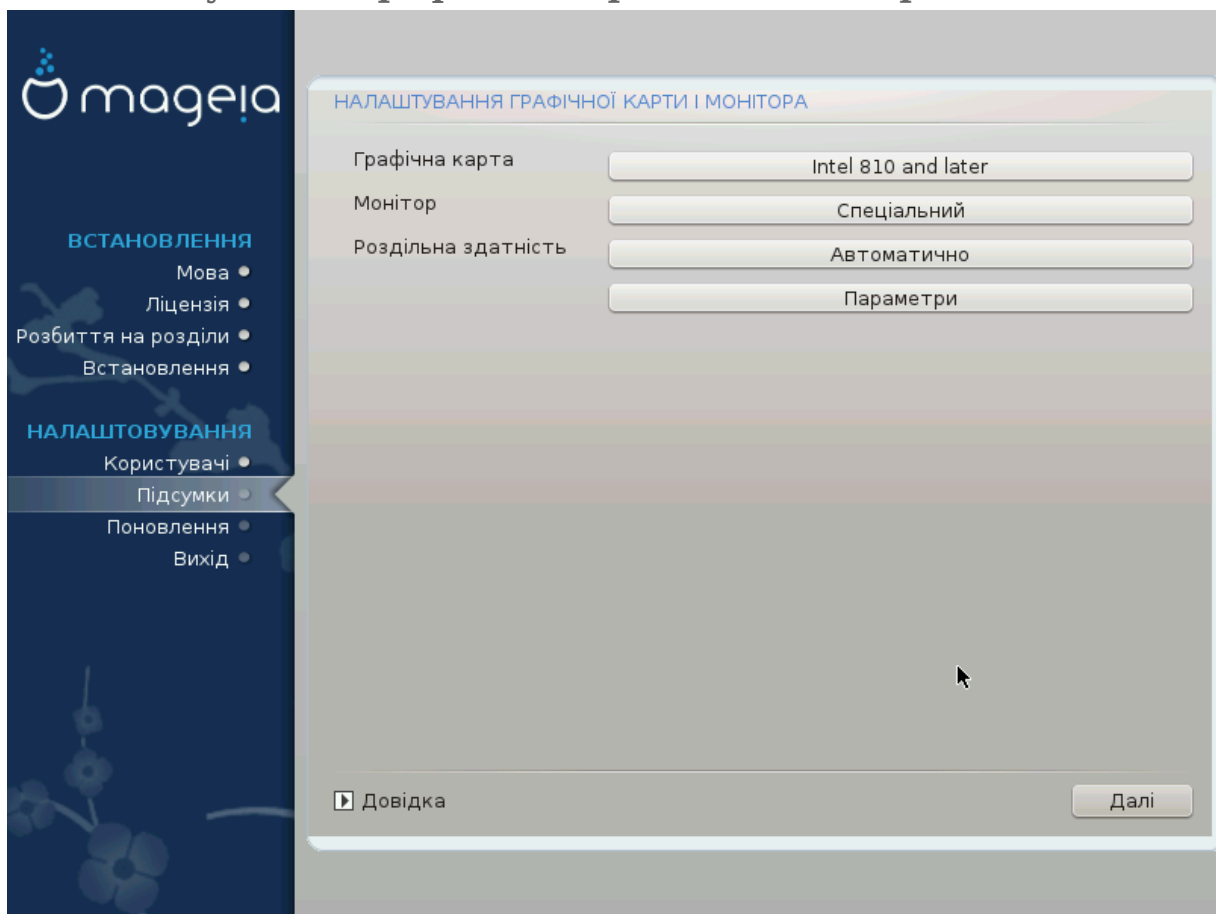 mageia
ВСТАНОВЛЕННЯ
Мова
Ліцензія
Розбиття на розділи
Встановлення
НАЛАШТОВУВАННЯ
Користувачі
Підсумки
Поновлення
Вихід
НАЛАШТУВАННЯ ГРАФІЧНОЇ КАРТИ І МОНІТОРА
Графічна карта
Intel 810 and later
Монітор
Спеціальний
Роздільна здатність
Автоматично
Параметри
Довідка
Далі